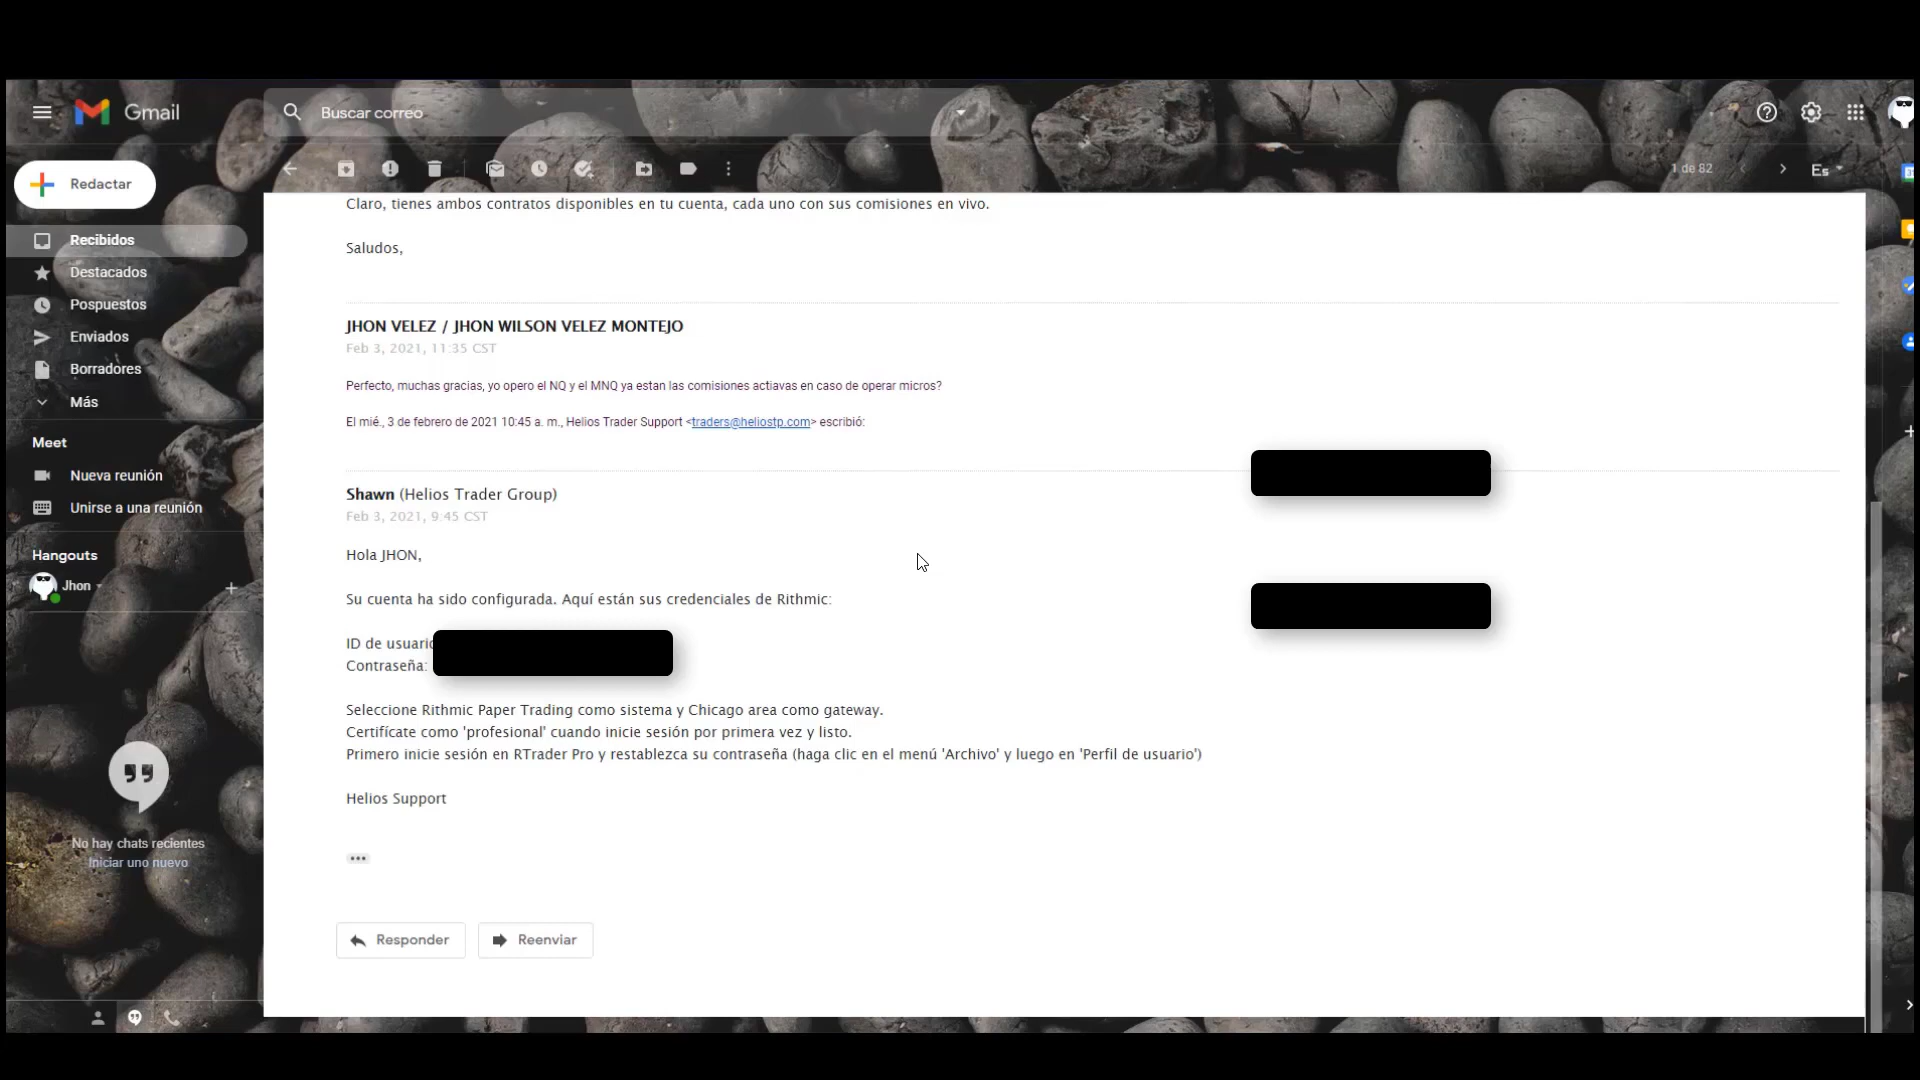 Gmail
Buscar correo
Redactar
1 de 82
Es
Recibidos
Destacados
Pospuestos
Enviados
Borradores
Más
Meet
Nueva reunión
Unirse a una reunión
Hangouts
Jhon
No hay chats recientes
Iniciar uno nuevo
Claro, tienes ambos contratos disponibles en tu cuenta, cada uno con sus comisiones en vivo.
Saludos,
JHON VELEZ / JHON WILSON VELEZ MONTEJO
Feb 3, 2021, 11:35 CST
Perfecto, muchas gracias, yo opero el NQ y el MNQ ya estan las comisiones actiavas en caso de operar micros?
El mié., 3 de febrero de 2021 10:45 a. m., Helios Trader Support <traders@heliostp.com> escribió:
Shawn (Helios Trader Group)
Feb 3, 2021, 9:45 CST
Hola JHON,
Su cuenta ha sido configurada. Aquí están sus credenciales de Rithmic:
ID de usuario
Contraseña:
Seleccione Rithmic Paper Trading como sistema y Chicago area como gateway.
Certifícate como 'profesional' cuando inicie sesión por primera vez y listo.
Primero inicie sesión en RTrader Pro y restablezca su contraseña (haga clic en el menú 'Archivo' y luego en 'Perfil de usuario')
Helios Support
Responder
Reenviar